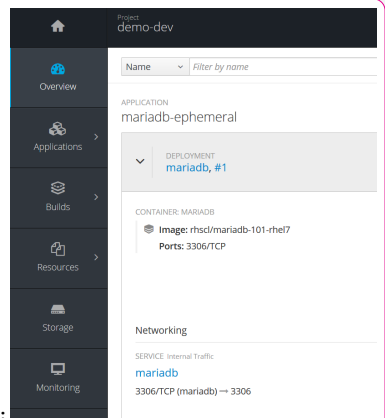 Project
demo-dev
Name
Filter by name
Overview
APPLICATION
mariadb-ephemeral
Applications
DEPLOYMENT
mariadb, #1
Builds
CONTAINER: MARIADB
Image: rhscl/mariadb-101-rhel7
Ports: 3306/TCP
Resources
Storage
Networking
SERVICE Internal Traffic
mariadb
Monitoring
3306/TCP (mariadb) → 3306
: